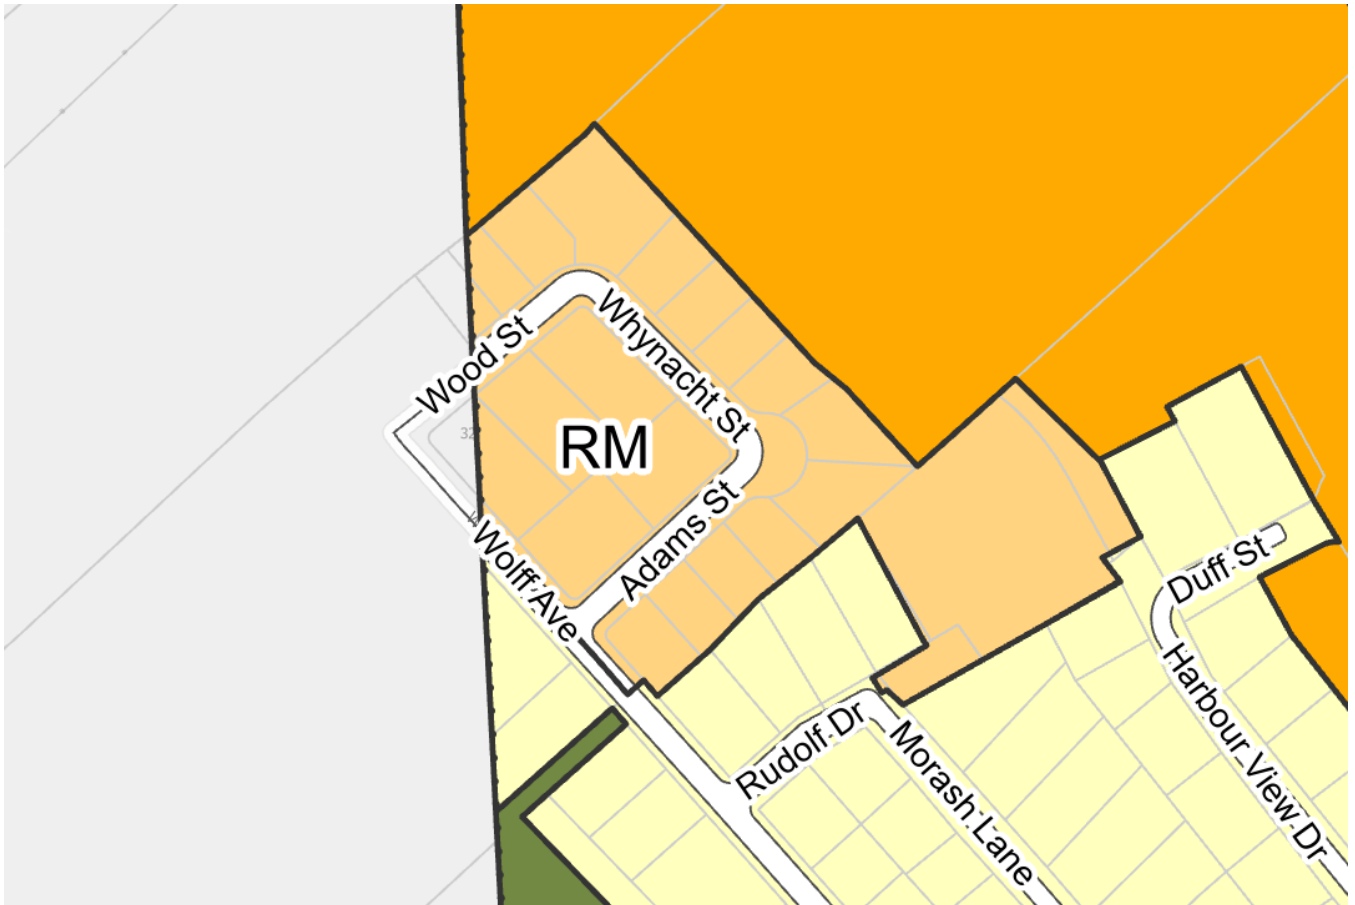 Whynacht St
Wood St
RM
Adams St
Wolff Ave
Duff St
Harbour View Dr
Rudolf Dr
Morash Lane